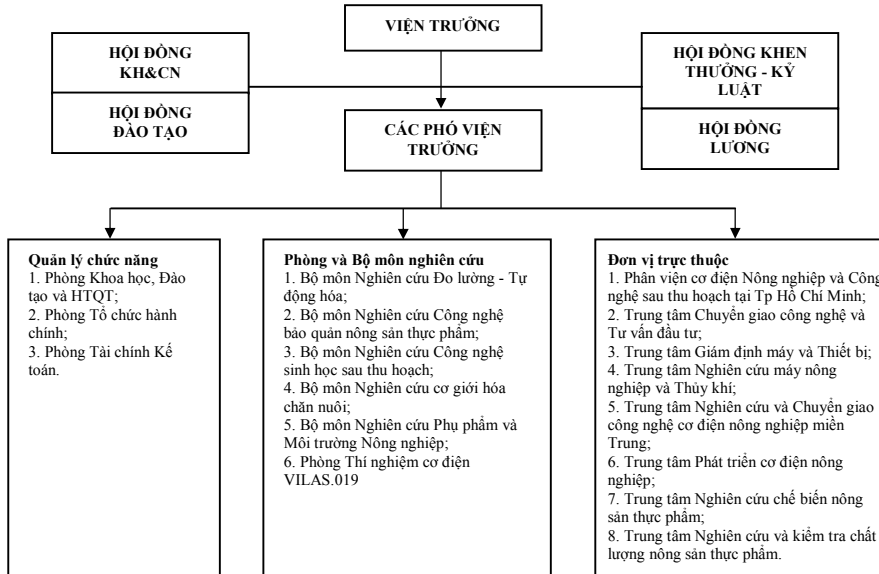 VIỆN TRƯỞNG
HỘI ĐỒNG
KH&CN
HỘI ĐỒNG
ĐÀO TẠO
HỘI ĐỒNG KHEN
THƯỞNG - KỶ
LUẬT
HỘI ĐỒNG
LƯƠNG
CÁC PHÓ VIỆN
TRƯỞNG
Quản lý chức năng
1. Phòng Khoa học, Đào
tạo và HTQT;
2. Phòng Tổ chức hành
chính;
3. Phòng Tài chính Kế
toán.
Phòng và Bộ môn nghiên cứu
1. Bộ môn Nghiên cứu Đo lường - Tự
động hóa;
2. Bộ môn Nghiên cứu Công nghệ
bảo quản nông sản thực phẩm;
3. Bộ môn Nghiên cứu Công nghệ
sinh học sau thu hoạch;
4. Bộ môn Nghiên cứu cơ giới hóa
chăn nuôi;
5. Bộ môn Nghiên cứu Phụ phẩm và
Môi trường Nông nghiệp;
6. Phòng Thí nghiệm cơ điện
VILAS.019
Đơn vị trực thuộc
1. Phân viện cơ điện Nông nghiệp và Công
nghệ sau thu hoạch tại Tp Hồ Chí Minh;
2. Trung tâm Chuyển giao công nghệ và
Tư vấn đầu tư;
3. Trung tâm Giám định máy và Thiết bị;
4. Trung tâm Nghiên cứu máy nông
nghiệp và Thủy khí;
5. Trung tâm Nghiên cứu và Chuyển giao
công nghệ cơ điện nông nghiệp miền
Trung;
6. Trung tâm Phát triển cơ điện nông
nghiệp;
7. Trung tâm Nghiên cứu chế biến nông
sản thực phẩm;
8. Trung tâm Nghiên cứu và kiểm tra chất
lượng nông sản thực phẩm.